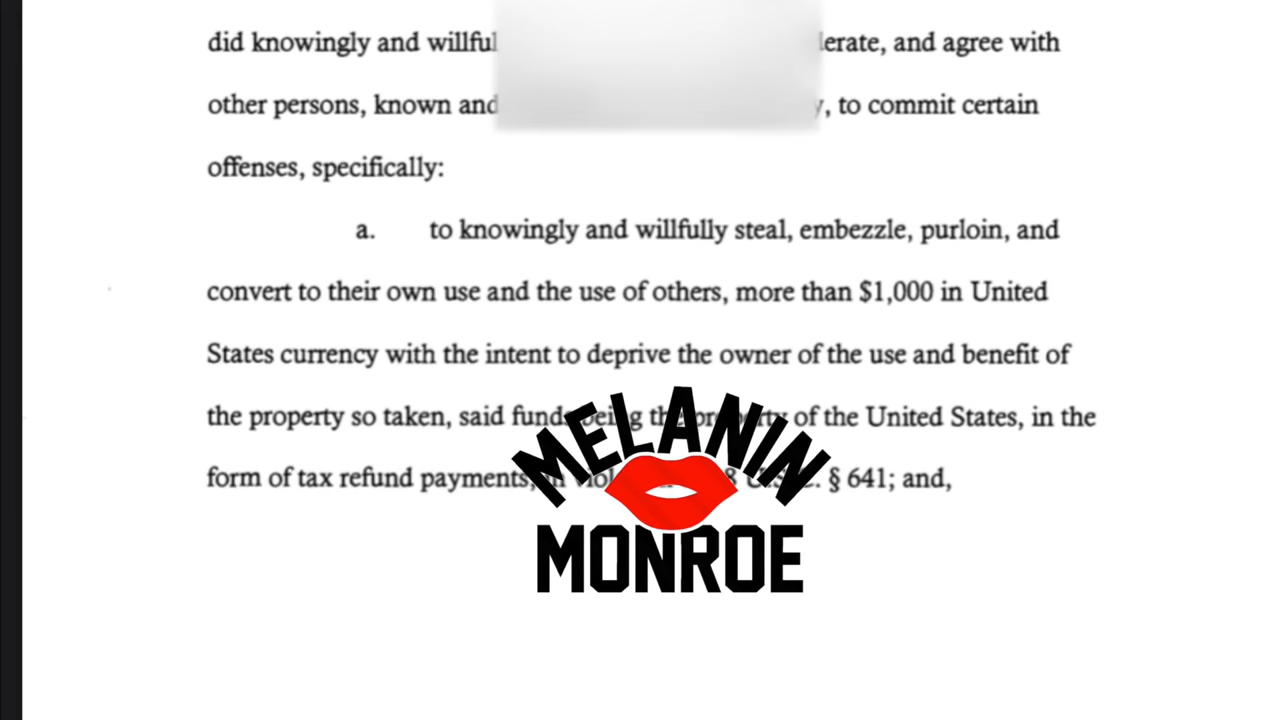 did knowingly and willful erate, and agree with
other persons, known and , to commit certain
offenses, specifically:
a. to knowingly and willfully steal, embezzle, purloin, and
convert to their own use and the use of others, more than $1,000 in United
States currency with the intent to deprive the owner of the use and benefit of
the property so taken, said funds being the property of the United States, in the
form of tax refund payments, § 641; and,
MELANIN
MONROE